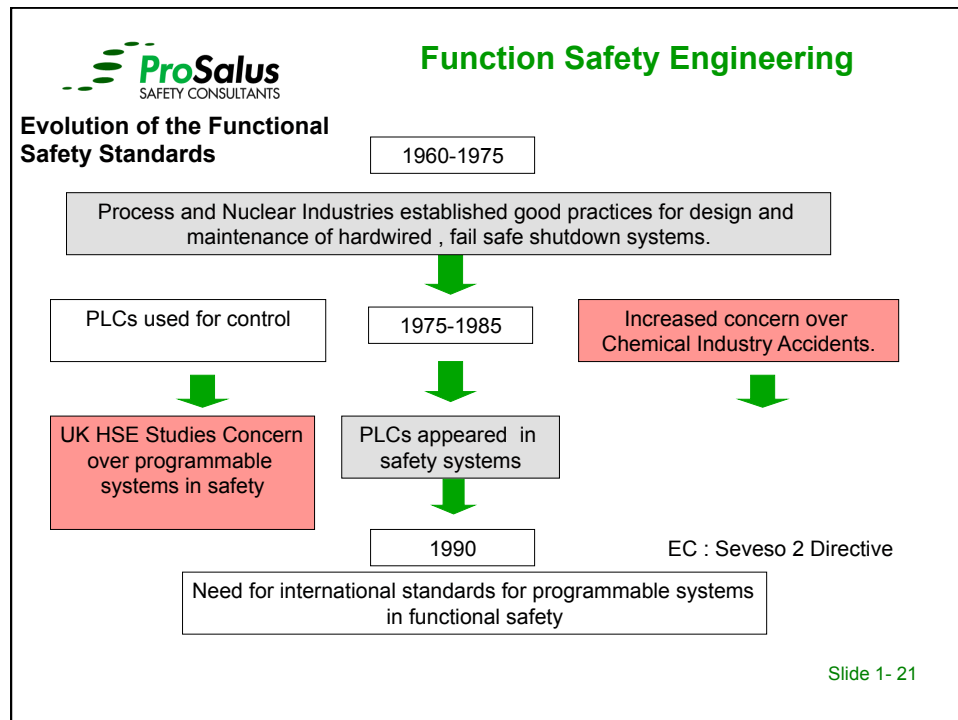 ProSalus
SAFETY CONSULTANTS
Function Safety Engineering
Evolution of the Functional
Safety Standards
1960-1975
Process and Nuclear Industries established good practices for design and
maintenance of hardwired , fail safe shutdown systems.
PLCs used for control
1975-1985
Increased concern over
Chemical Industry Accidents.
UK HSE Studies Concern
over programmable
systems in safety
PLCs appeared in
safety systems
1990
EC : Seveso 2 Directive
Need for international standards for programmable systems
in functional safety
Slide 1- 21